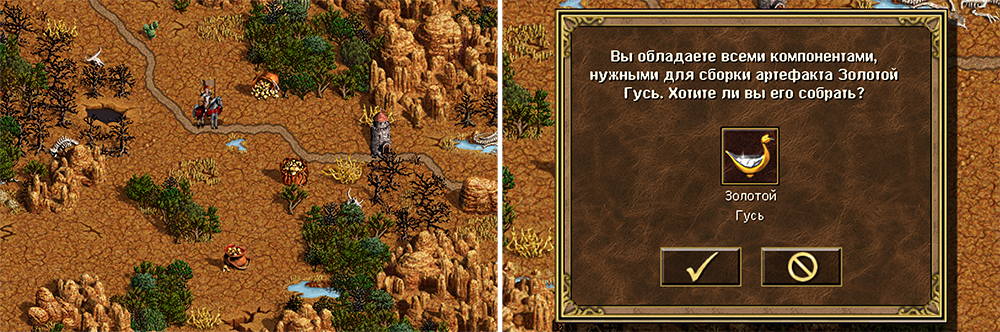 Вы обладаете всеми компонентами,
нужными для сборки артефакта Золотой
Гусь. Хотите ли вы его собрать?
Золотой
Гусь